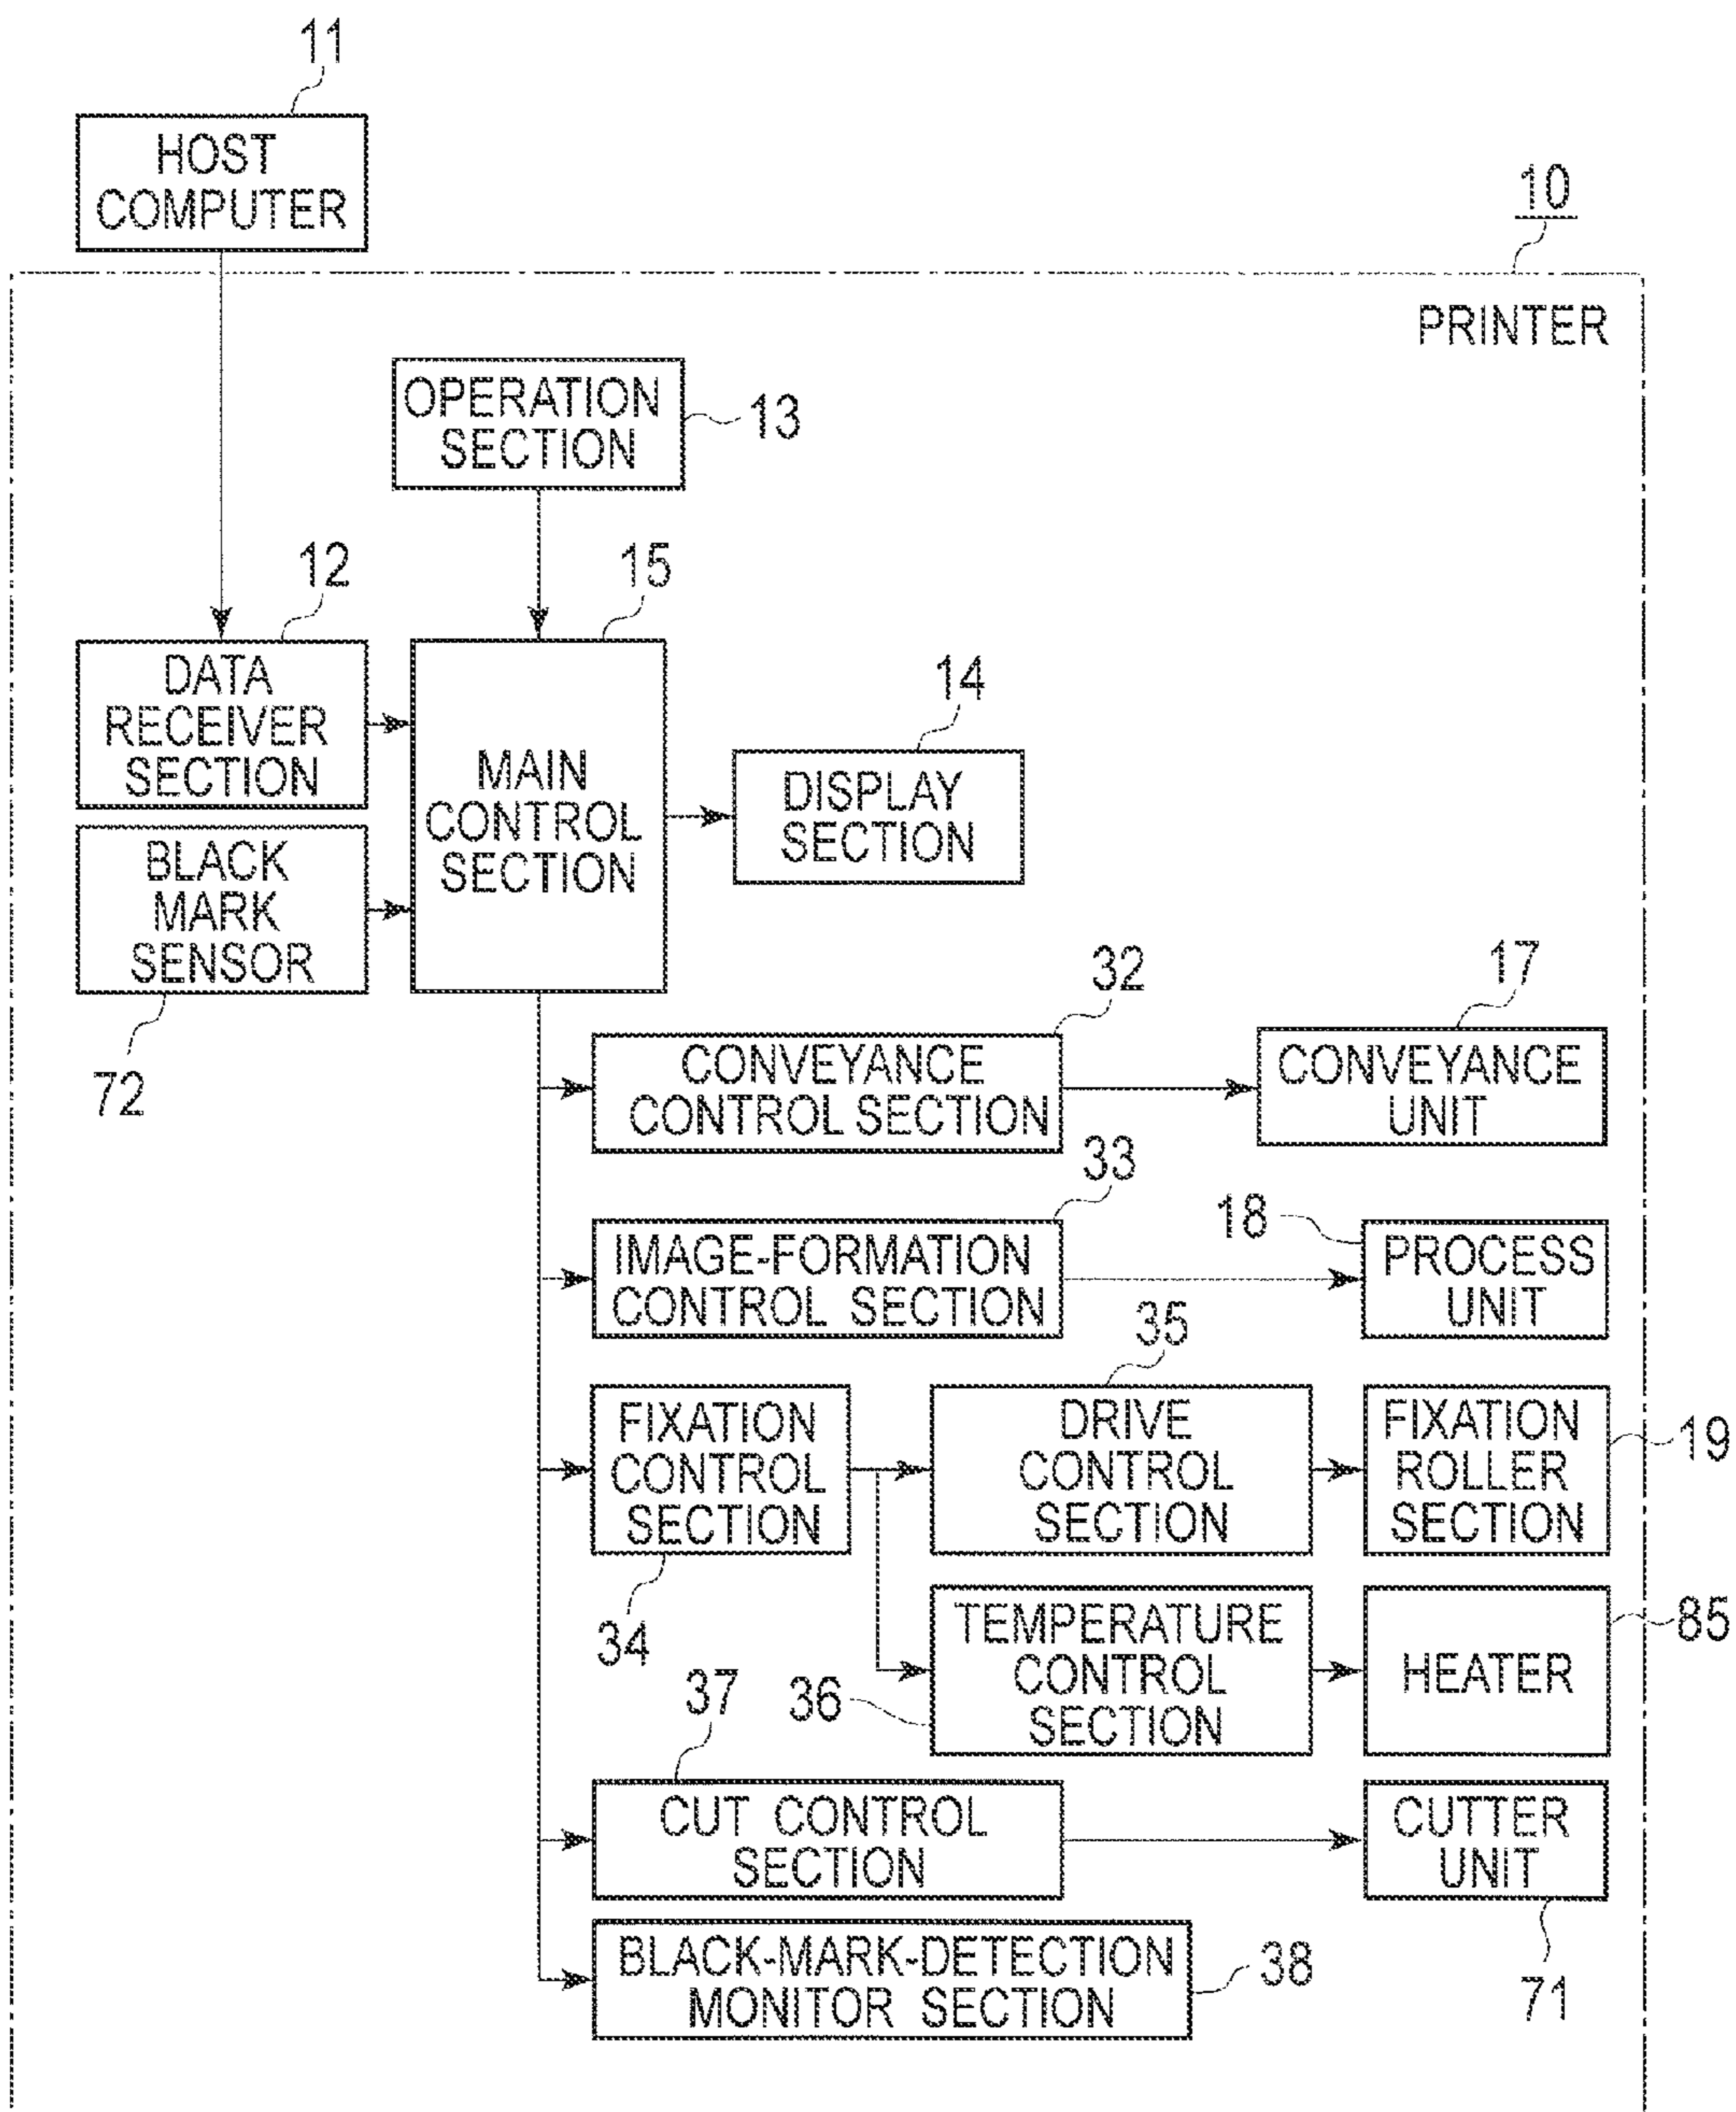 11
HOST
COMPUTER
10
PRINTER
OPERATION
SECTION
13
12
15
DATA
RECEIVER
SECTION
14
MAIN
CONTROL
SECTION
DISPLAY
SECTION
BLACK
MARK
SENSOR
72
32
17
CONVEYANCE
CONTROL SECTION
CONVEYANCE
UNIT
33
18
IMAGE-FORMATION
CONTROL SECTION
PROCESS
UNIT
35
FIXATION
CONTROL
SECTION
34
DRIVE
CONTROL
SECTION
FIXATION
ROLLER
SECTION
19
TEMPERATURE
CONTROL
SECTION
36
HEATER
85
37
CUT CONTROL
SECTION
CUTTER
UNIT
71
BLACK-MARK-DETECTION
MONITOR SECTION
38